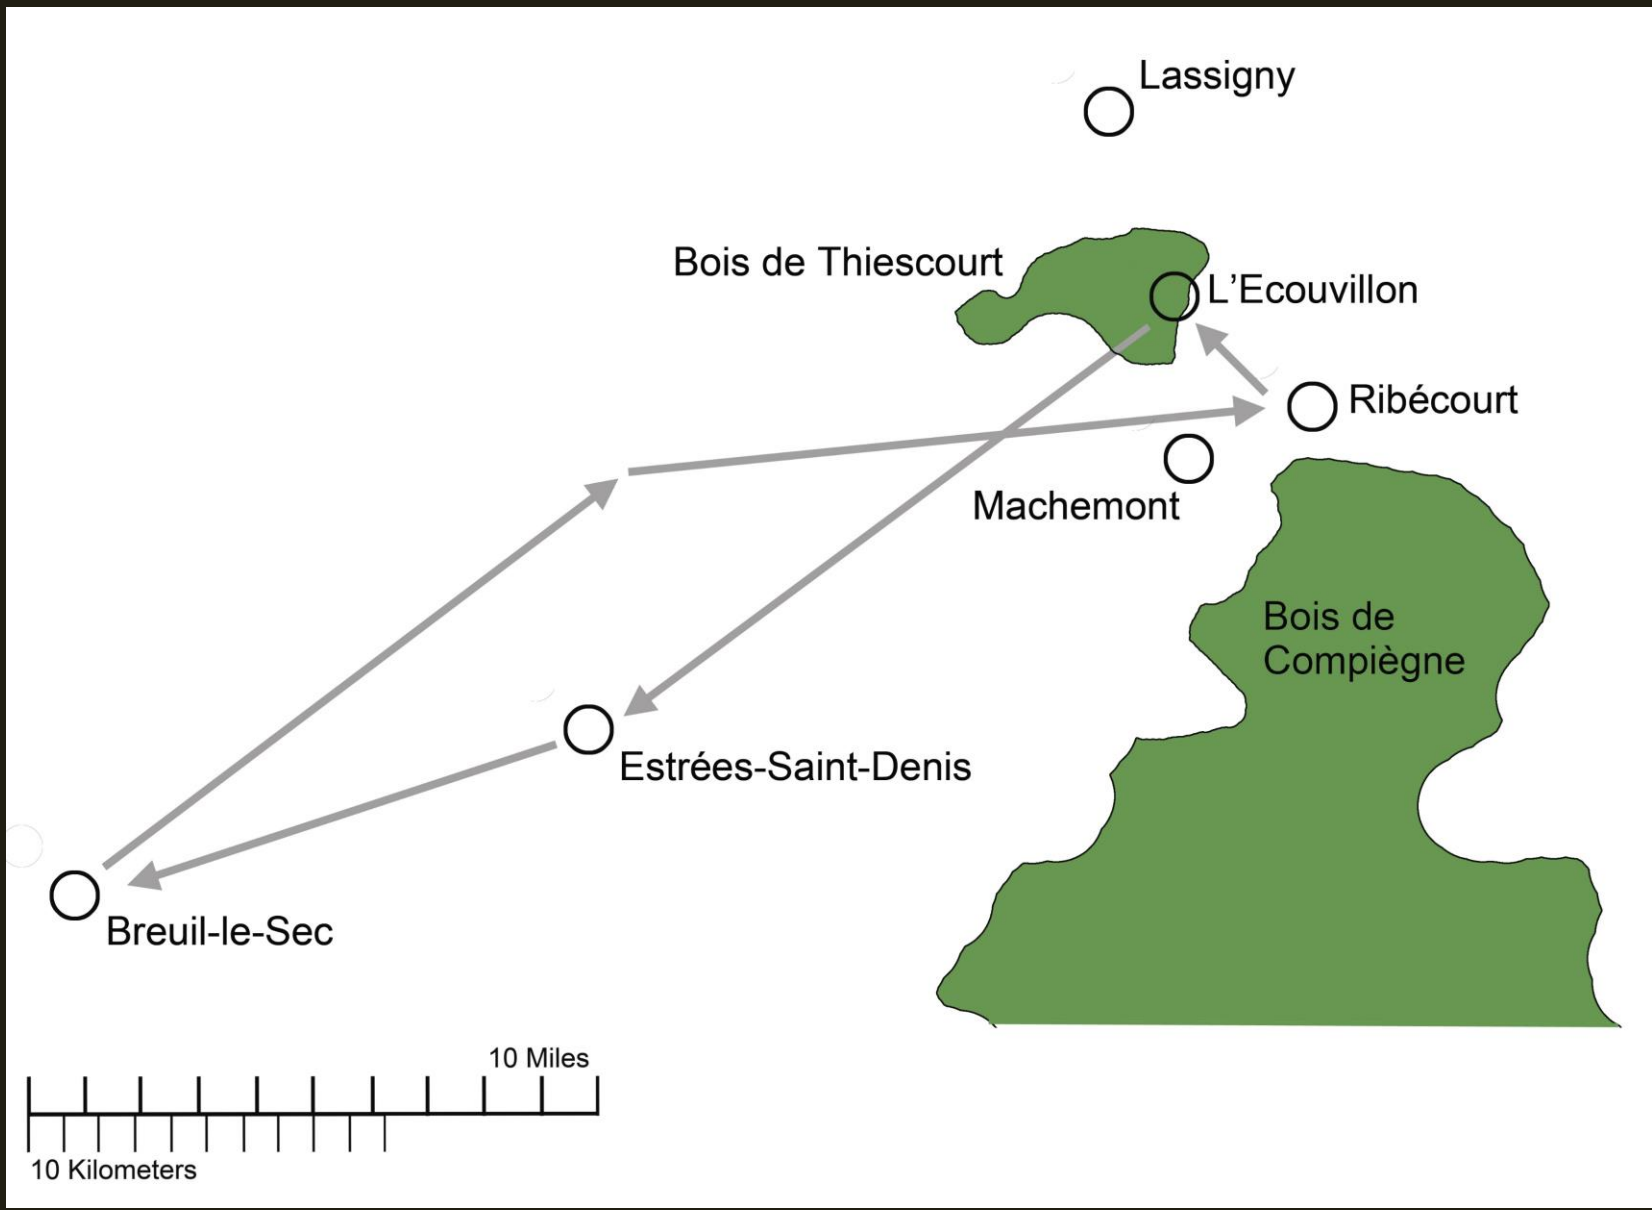 Lassigny
Bois de Thiescourt
L’Ecouvillon
Ribécourt
Machemont
Bois de
Compiègne
Estrées-Saint-Denis
Breuil-le-Sec
10 Miles
10 Kilometers